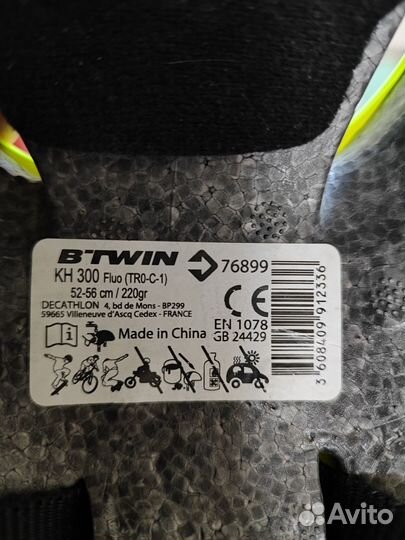 B'TWIN 76899
KH 300 Fluo (TR0-C-1)
52-56 cm / 220gr
DECATHLON 4, bd de Mons - BP299
59665 Villeneuve d'Ascq Cedex - FRANCE
CE
EN 1078
GB 24429
Made in China
3 608409 912336
Avito